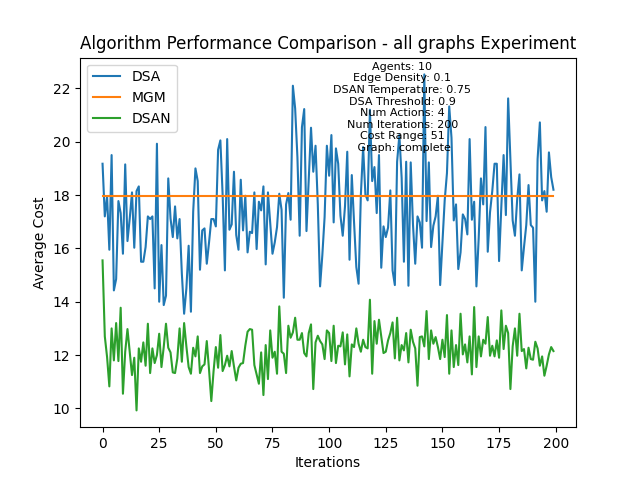 Algorithm Performance Comparison - all graphs Experiment
DSA
MGM
DSAN
Agents: 10
Edge Density: 0.1
DSAN Temperature: 0.75
DSA Threshold: 0.9
Num Actions: 4
Num Iterations: 200
Cost Range: 51
Graph: complete
Average Cost
22
20
18
16
14
12
10
0 25 50 75 100 125 150 175 200
Iterations